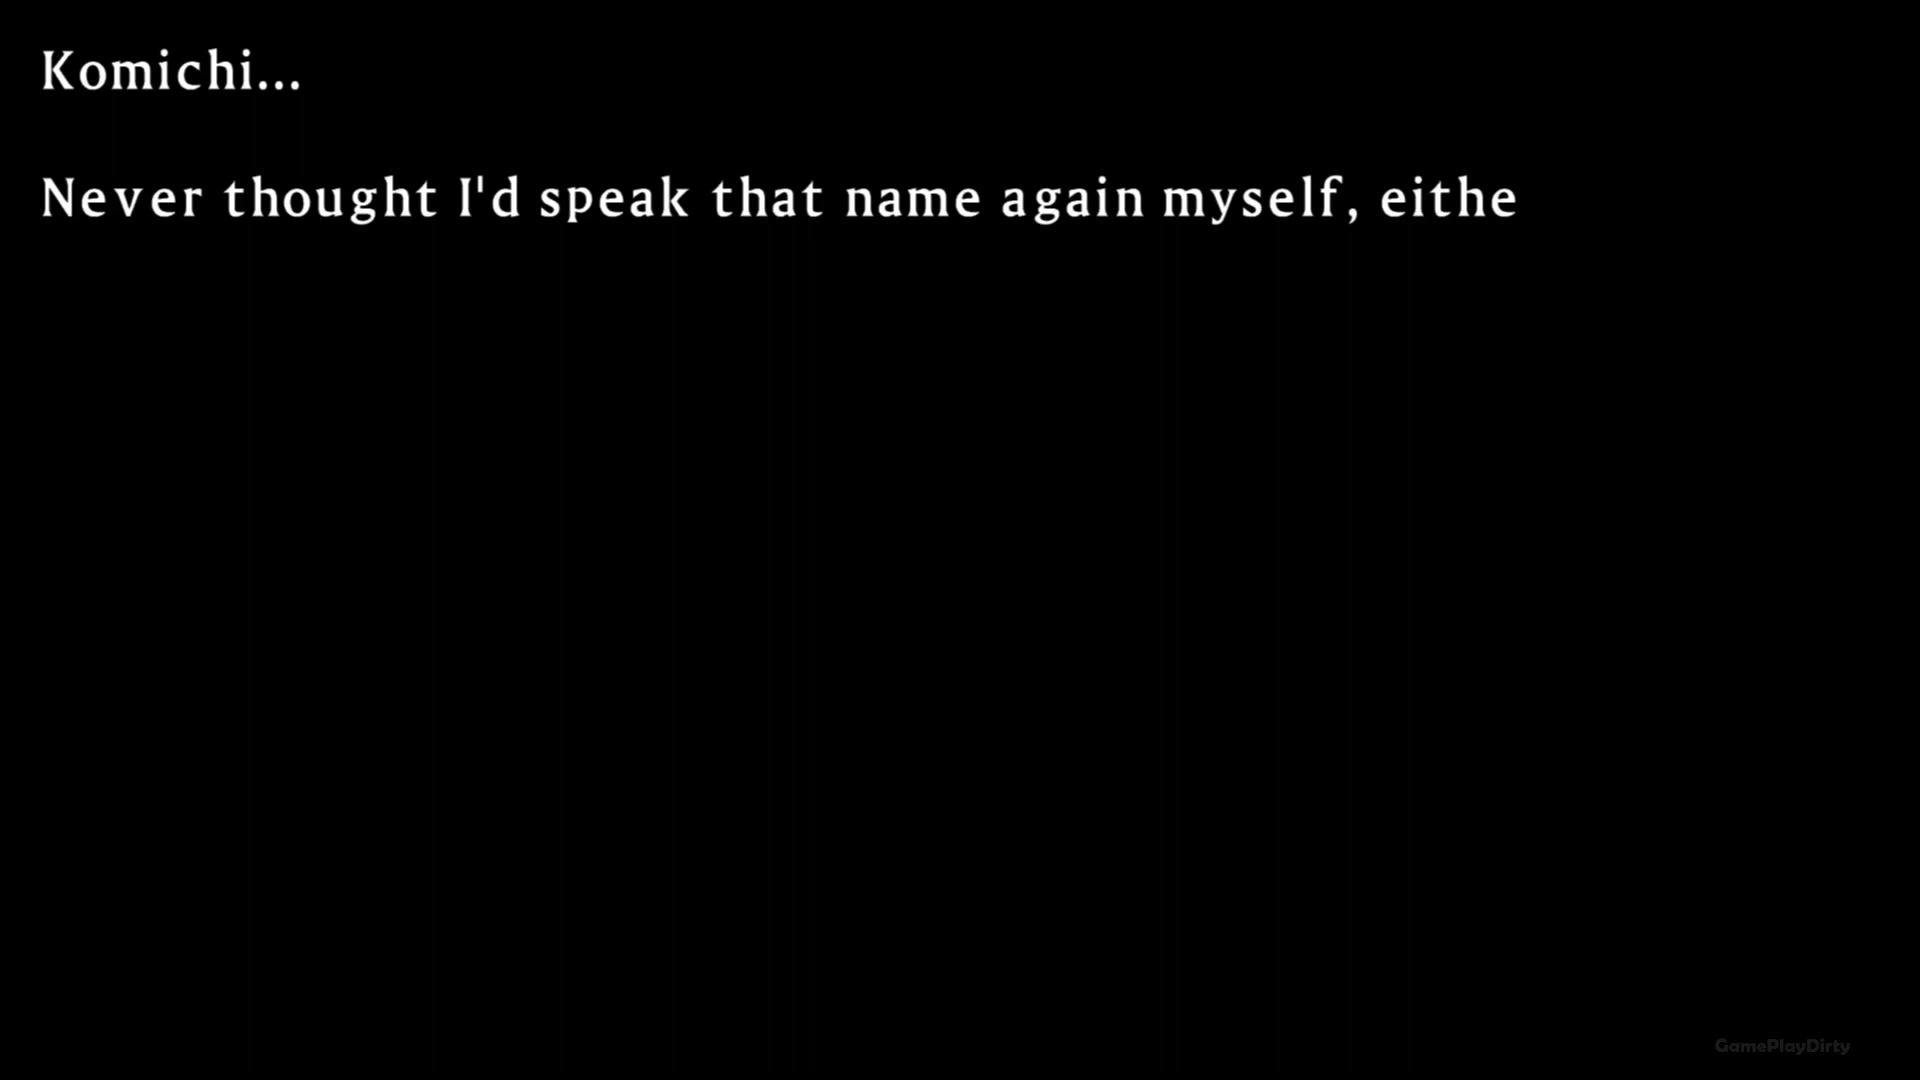 Komichi...
Never thought I'd speak that name again myself, eithe
GamePlayDirty